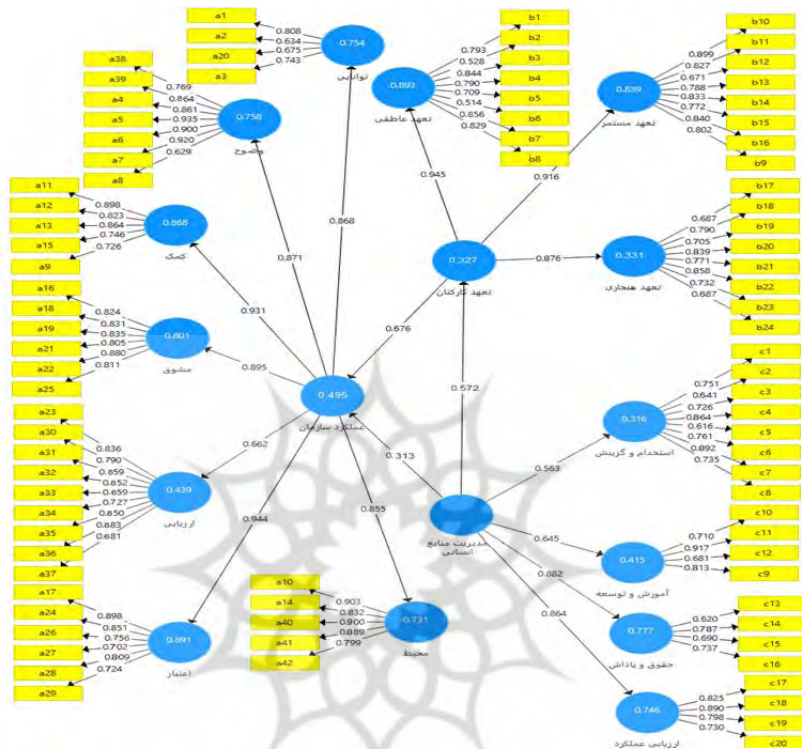 a1
a2
a20
a3
0.808
0.634
0.675
0.743
0.754
توانایی
a38
a39
a4
a5
a6
a7
a8
0.769
0.864
0.861
0.935
0.900
0.920
0.629
0.758
وضوح
b1
b2
b3
b4
b5
b6
b7
b8
0.793
0.528
0.844
0.790
0.709
0.514
0.856
0.829
0.893
تعهد عاطفی
b10
b11
b12
b13
b14
b15
b16
b9
0.899
0.827
0.671
0.788
0.833
0.772
0.840
0.802
0.839
تعهد مستمر
a11
a12
a13
a15
a9
0.898
0.823
0.864
0.746
0.726
0.868
کمک
b17
b18
b19
b20
b21
b22
b23
b24
0.687
0.790
0.705
0.839
0.771
0.858
0.732
0.687
0.331
تعهد هنجاری
0.945
0.916
0.876
0.327
تعهد کارکنان
0.868
0.871
0.931
0.895
0.676
0.572
a16
a18
a19
a21
a22
a25
0.824
0.831
0.835
0.805
0.880
0.811
0.801
مشوق
0.495
عملکرد سازمان
0.662
0.944
0.855
0.313
c1
c2
c3
c4
c5
c6
c7
c8
0.751
0.641
0.726
0.864
0.616
0.761
0.892
0.735
0.316
استخدام و گزینش
a23
a30
a31
a32
a33
a34
a35
a36
a37
0.836
0.790
0.859
0.852
0.659
0.727
0.850
0.883
0.681
0.439
ارزیابی
مدیریت منابع
انسانی
0.563
0.645
0.882
0.864
c10
c11
c12
c9
0.710
0.917
0.681
0.813
0.415
آموزش و توسعه
a17
a24
a26
a27
a28
a29
0.898
0.851
0.756
0.702
0.809
0.724
0.891
اعتبار
a10
a14
a40
a41
a42
0.903
0.832
0.900
0.889
0.799
0.731
محیط
c13
c14
c15
c16
0.620
0.787
0.690
0.737
0.777
حقوق و پاداش
c17
c18
c19
c20
0.825
0.890
0.798
0.730
0.746
ارزیابی عملکرد